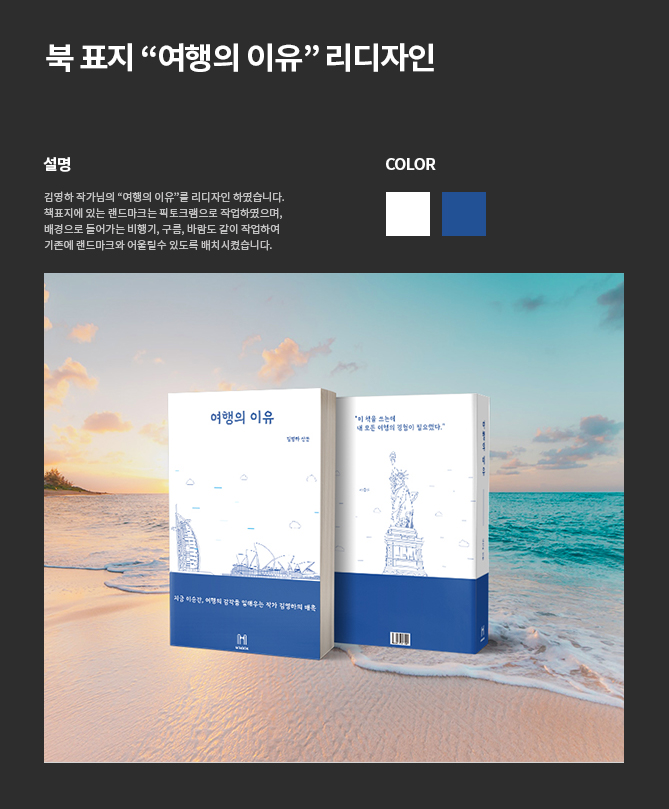 북 표지 “여행의 이유” 리디자인
설명
김영하 작가님의 “여행의 이유”를 리디자인 하였습니다.
책표지에 있는 랜드마크는 픽토그램으로 작업하였으며,
배경으로 들어가는 비행기, 구름, 바람도 같이 작업하여
기존에 랜드마크와 어울릴수 있도록 배치시켰습니다.
COLOR
여행의 이유
김영하 산문
지금 이순간, 여행의 감각을 일깨우는 작가 김영하의 매혹
“이 책을 쓰는데
내 모든 여행의 경험이 필요했다.”
여행의 이유